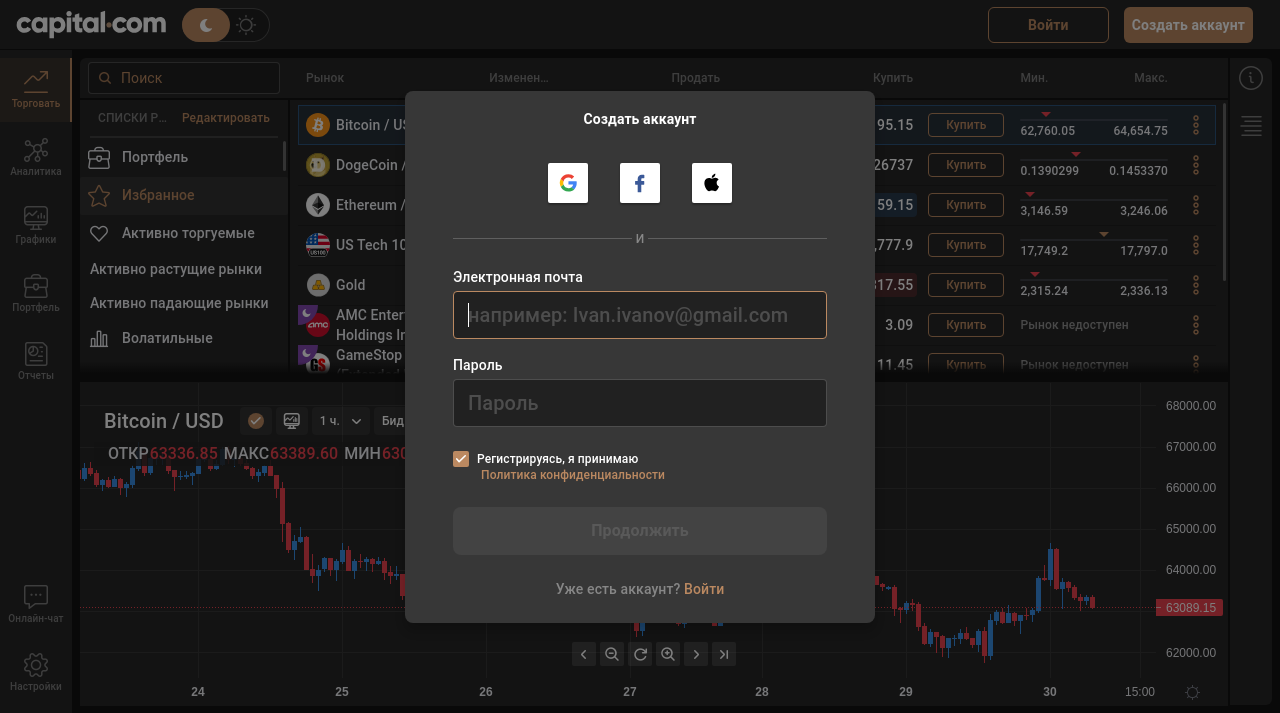 capital.com
Войти
Создать аккаунт
Торговать
Аналитика
Графики
Портфель
Отчеты
Онлайн-чат
Настройки
Поиск
СПИСКИ Р...
Редактировать
Портфель
Избранное
Активно торгуемые
Активно растущие рынки
Активно падающие рынки
Волатильные
Рынок Изменен... Продать Купить Мин. Макс.
Bitcoin / US 95.15 Купить 62,760.05 64,654.75
DogeCoin / 26737 Купить 0.1390299 0.1453370
Ethereum / 59.15 Купить 3,146.59 3,246.06
US100
US Tech 10 ,777.9 Купить 17,749.2 17,797.0
Gold 317.55 Купить 2,315.24 2,336.13
amc
AMC Enter
Holdings In
3.09 Купить Рынок недоступен
GameStop
11.45 Купить Рынок недоступен
Создать аккаунт
И
Электронная почта
например: Ivan.ivanov@gmail.com
Пароль
Пароль
Регистрируясь, я принимаю
Политика конфиденциальности
Продолжить
Уже есть аккаунт? Войти
Bitcoin / USD
1 ч.
Бид
ОТКР63336.85 МАКС63389.60 МИН630
68000.00
67000.00
66000.00
65000.00
64000.00
63089.15
62000.00
24 25 26 27 28 29 30 15:00